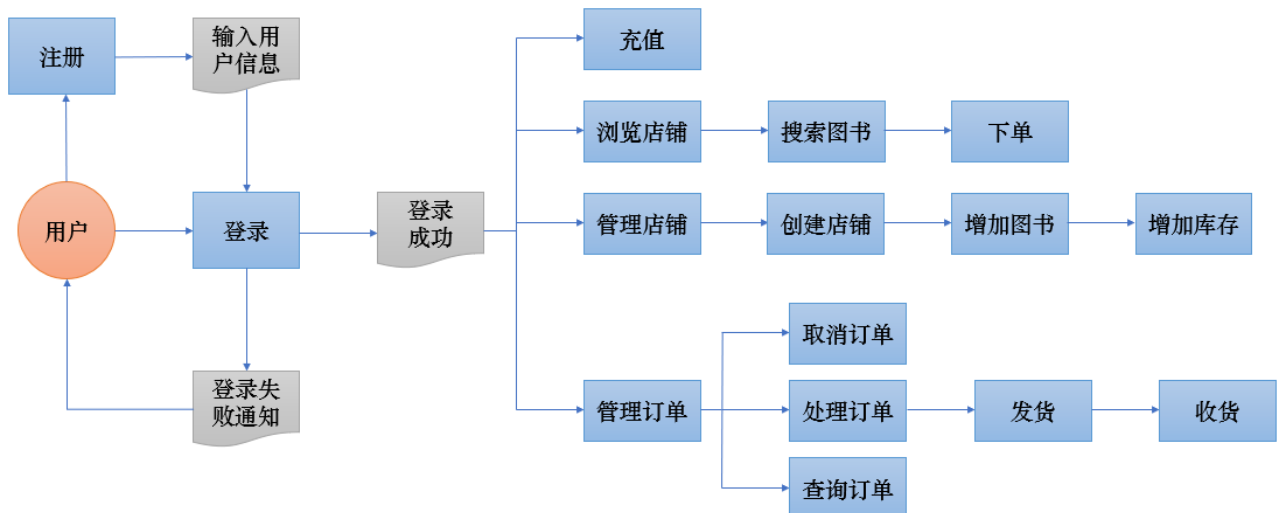 注册
输入用
户信息
用户
登录
登录失
败通知
登录
成功
充值
浏览店铺
搜索图书
下单
管理店铺
创建店铺
增加图书
增加库存
管理订单
取消订单
处理订单
发货
收货
查询订单